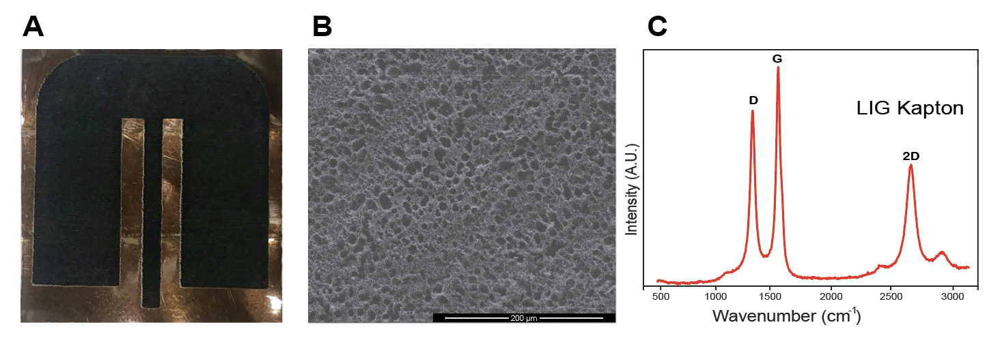 A
B
C
200 µm
D
G
LIG Kapton
2D
Intensity (A.U.)
500 1000 1500 2000 2500 3000
Wavenumber (cm⁻¹)